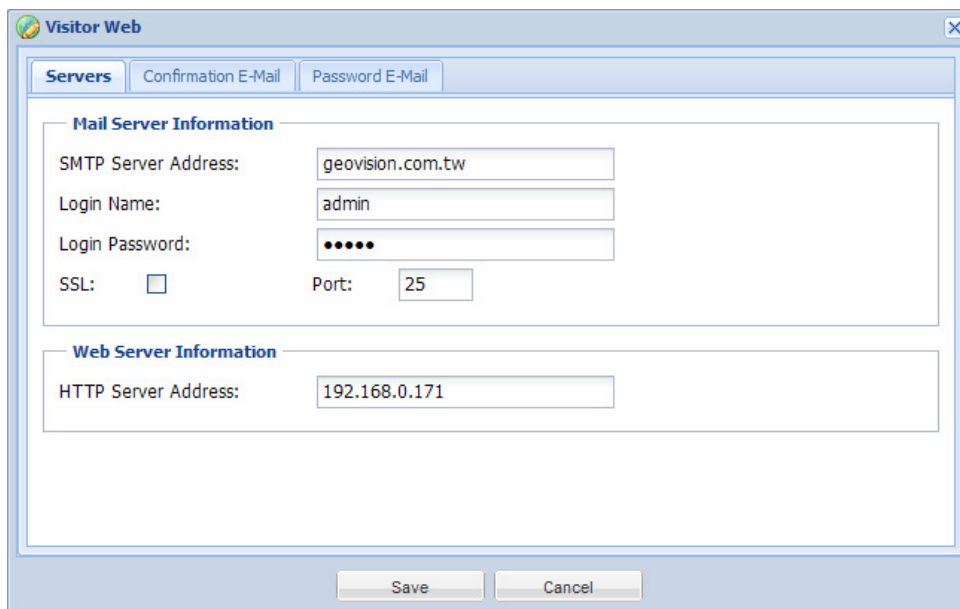 Visitor Web
Servers Confirmation E-Mail Password E-Mail
Mail Server Information
SMTP Server Address: geovision.com.tw
Login Name: admin
Login Password: •••••
SSL: Port: 25
Web Server Information
HTTP Server Address: 192.168.0.171
Save Cancel